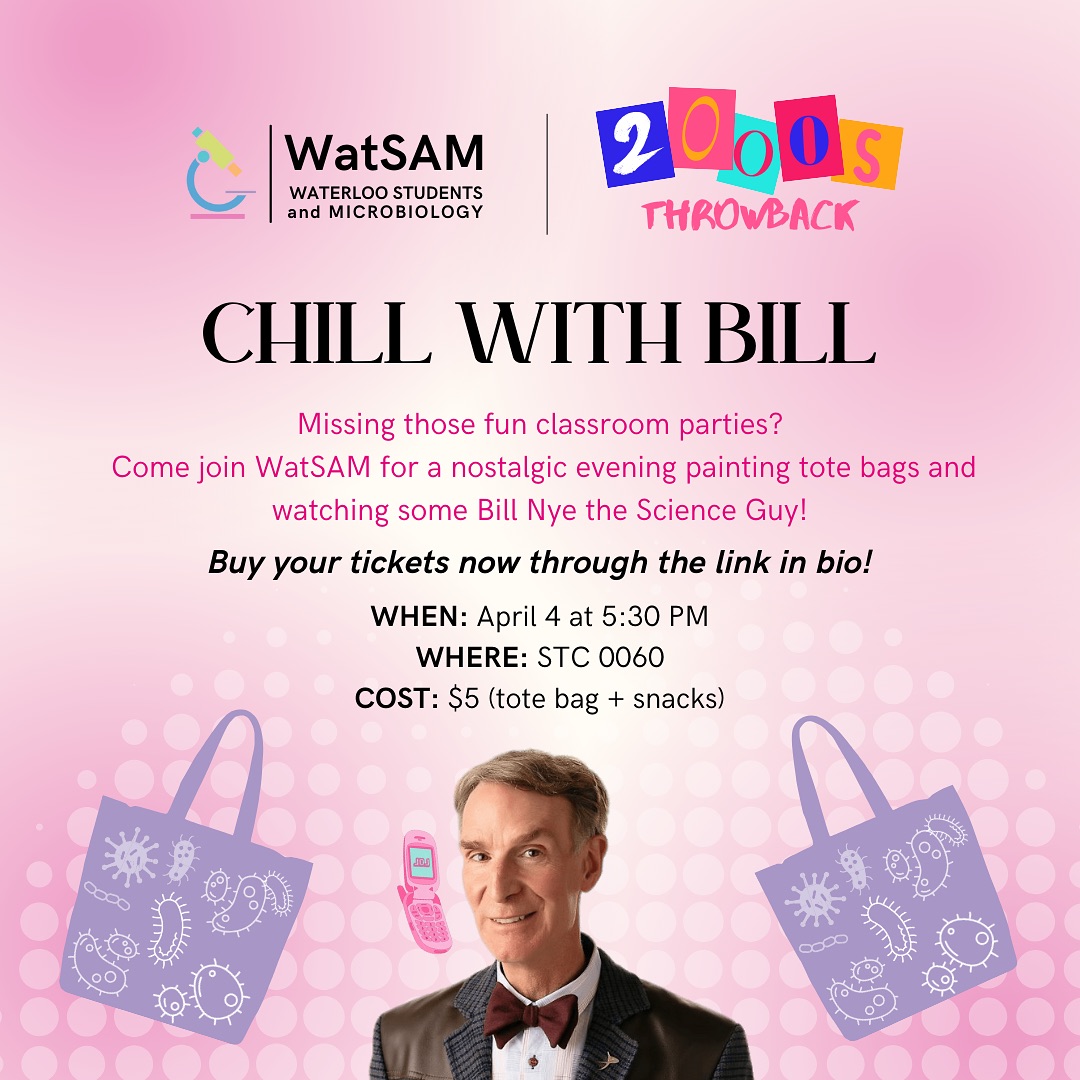 WatSAM
WATERLOO STUDENTS
and MICROBIOLOGY
2000s
THROWBACK
CHILL WITH BILL
Missing those fun classroom parties?
Come join WatSAM for a nostalgic evening painting tote bags and
watching some Bill Nye the Science Guy!
Buy your tickets now through the link in bio!
WHEN: April 4 at 5:30 PM
WHERE: STC 0060
COST: $5 (tote bag + snacks)